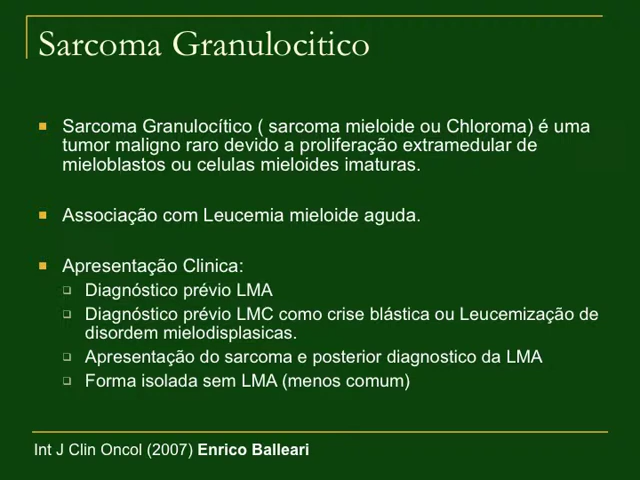 Sarcoma Granulocitico
Sarcoma Granulocítico ( sarcoma mieloide ou Chloroma) é uma
tumor maligno raro devido a proliferação extramedular de
mieloblastos ou celulas mieloides imaturas.
Associação com Leucemia mieloide aguda.
Apresentação Clinica:
Diagnóstico prévio LMA
Diagnóstico prévio LMC como crise blástica ou Leucemização de
disordem mielodisplasicas.
Apresentação do sarcoma e posterior diagnostico da LMA
Forma isolada sem LMA (menos comum)
Int J Clin Oncol (2007) Enrico Balleari